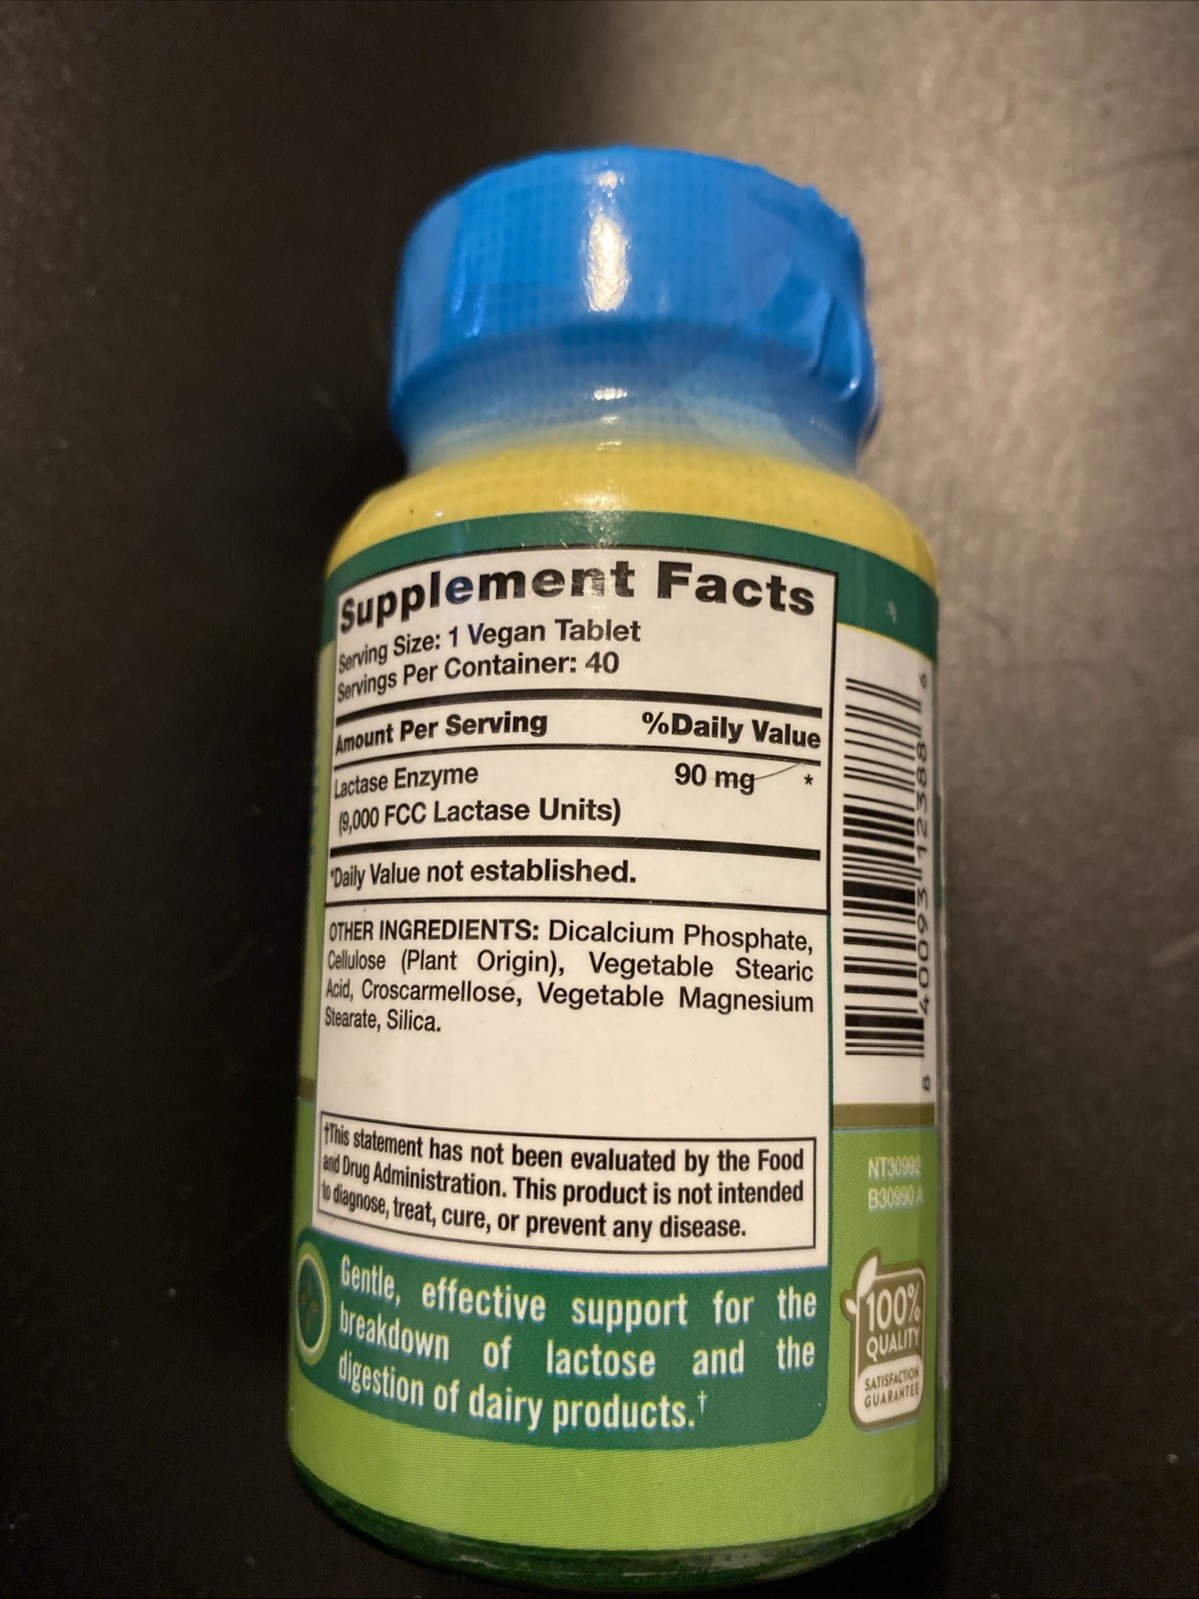 Supplement Facts
Serving Size: 1 Vegan Tablet
Servings Per Container: 40
Amount Per Serving %Daily Value
Lactase Enzyme 90 mg *
(9,000 FCC Lactase Units)
*Daily Value not established.
OTHER INGREDIENTS: Dicalcium Phosphate,
Cellulose (Plant Origin), Vegetable Stearic
Acid, Croscarmellose, Vegetable Magnesium
Stearate, Silica.
†This statement has not been evaluated by the Food
and Drug Administration. This product is not intended
to diagnose, treat, cure, or prevent any disease.
Gentle, effective support for the
breakdown of lactose and the
digestion of dairy products.†
8 40093 12388 6
NT30992
B30990 A
100%
QUALITY
SATISFACTION
GUARANTEE